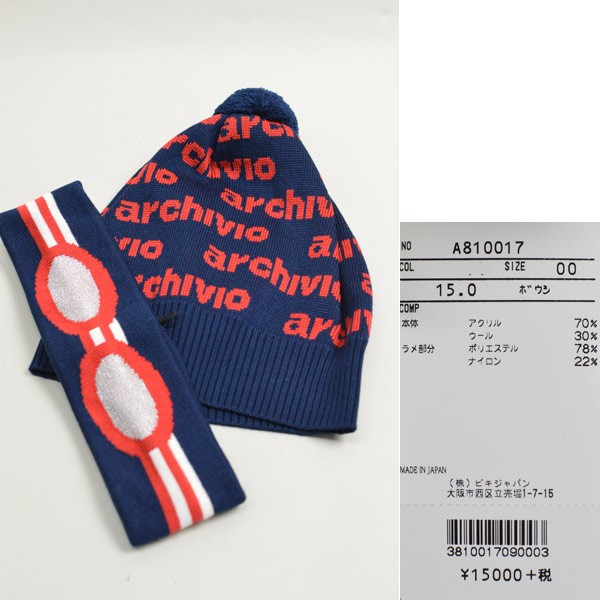 archivio
archivio
archivio
archivio
archivio
archivio
NO A810017
COL .. SIZE 00
15.0 ボウシ
COMP
本体 アクリル 70%
ウール 30%
ラメ部分 ポリエステル 78%
ナイロン 22%
MADE IN JAPAN
(株)ピキジャパン
大阪市西区立売堀1-7-15
3810017090003
¥15000+税